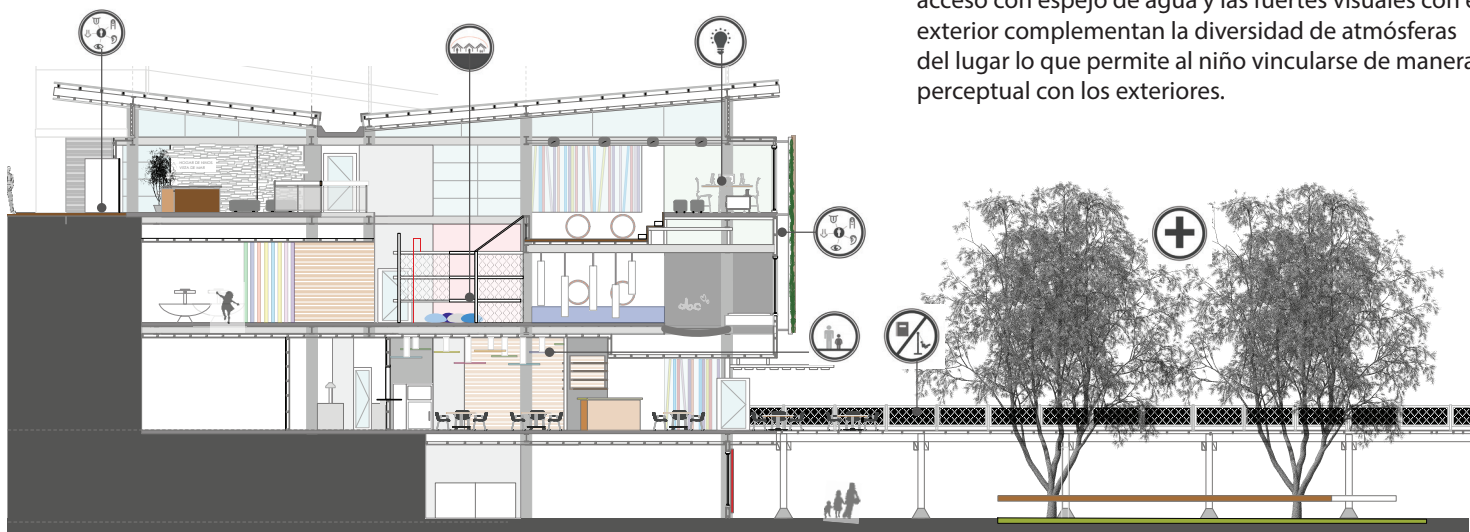 acceso con espejo de agua y las fuertes visuales con e
exterior complementan la diversidad de atmósferas
del lugar lo que permite al niño vincularse de manera
perceptual con los exteriores.
abc